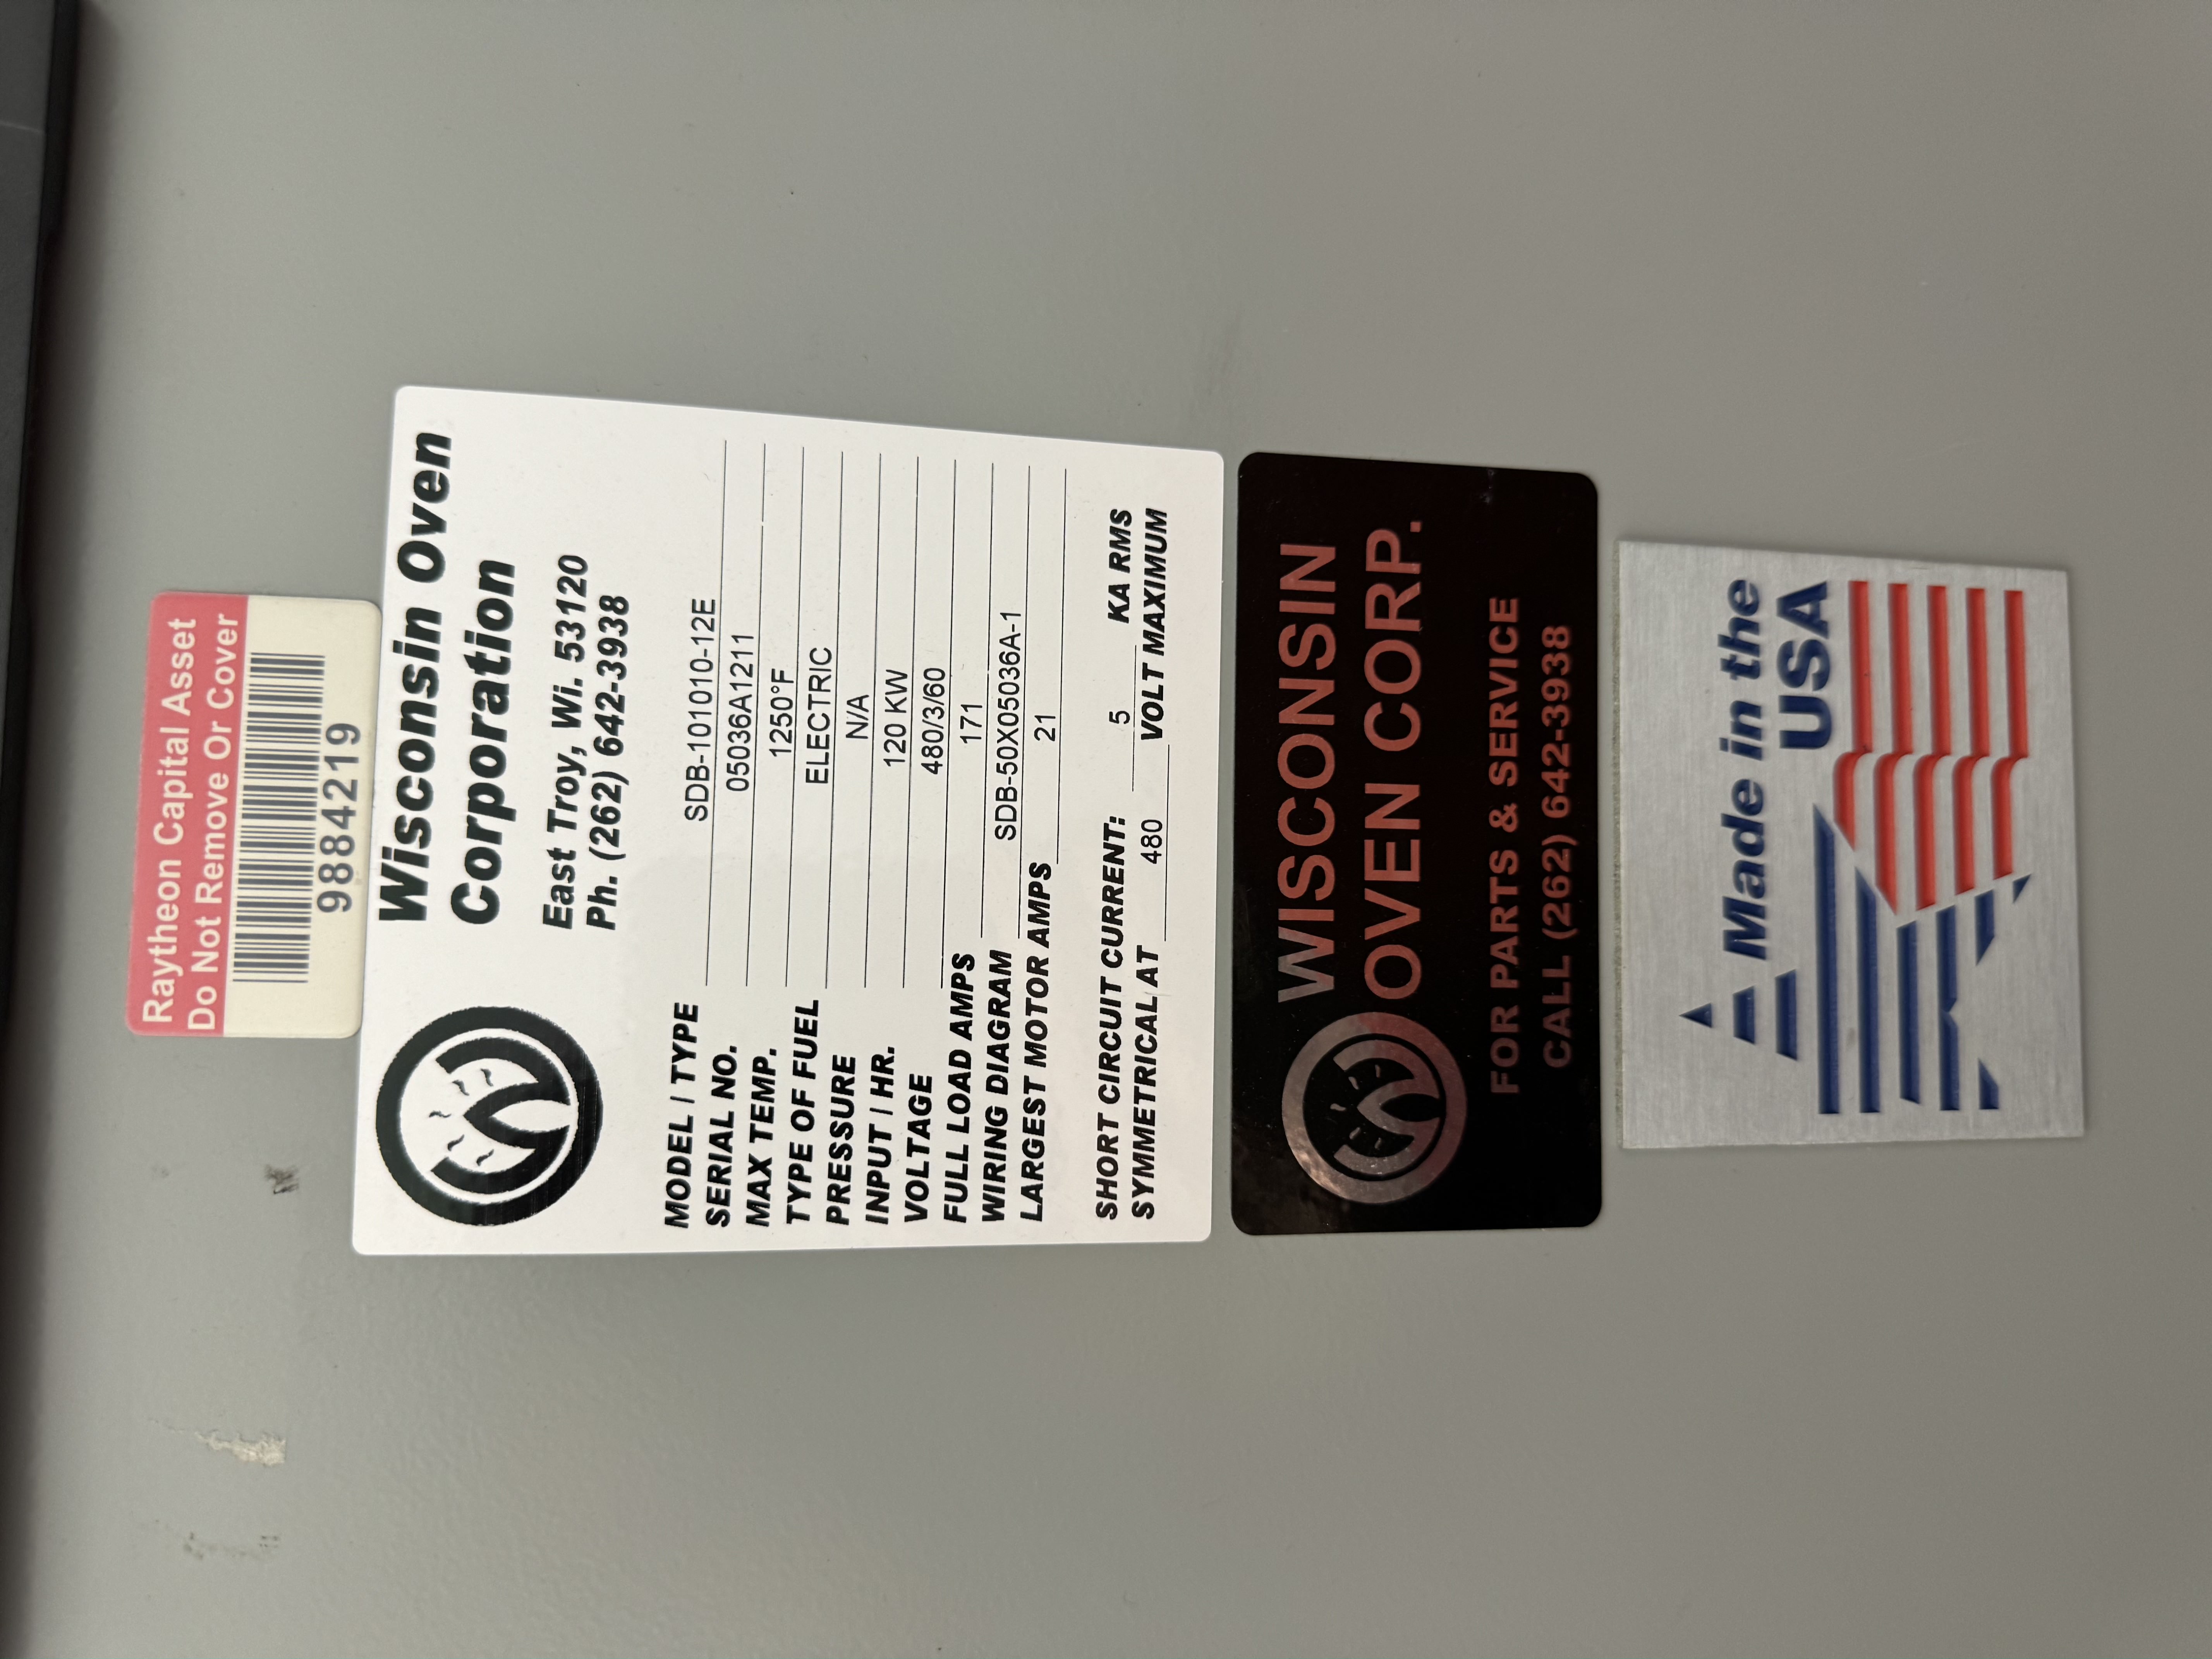 Raytheon Capital Asset
Do Not Remove Or Cover
9884219
Wisconsin Oven
Corporation
East Troy, Wi. 53120
Ph. (262) 642-3938
MODEL / TYPE SDB-101010-12E
SERIAL NO. 05036A1211
MAX TEMP. 1250°F
TYPE OF FUEL ELECTRIC
PRESSURE N/A
INPUT / HR. 120 KW
VOLTAGE 480/3/60
FULL LOAD AMPS 171
WIRING DIAGRAM SDB-50X05036A-1
LARGEST MOTOR AMPS 21
SHORT CIRCUIT CURRENT: 5 KA RMS
SYMMETRICAL AT 480 VOLT MAXIMUM
WISCONSIN
OVEN CORP.
FOR PARTS & SERVICE
CALL (262) 642-3938
Made in the
USA